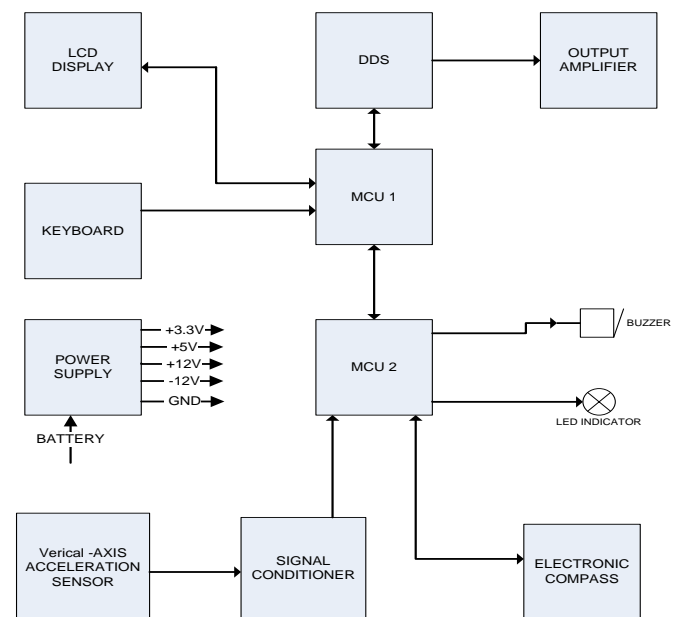 LCD
DISPLAY
DDS
OUTPUT
AMPLIFIER
MCU 1
KEYBOARD
POWER
SUPPLY
+3.3V
+5V
+12V
-12V
GND
BATTERY
MCU 2
BUZZER
LED INDICATOR
Verical -AXIS
ACCELERATION
SENSOR
SIGNAL
CONDITIONER
ELECTRONIC
COMPASS